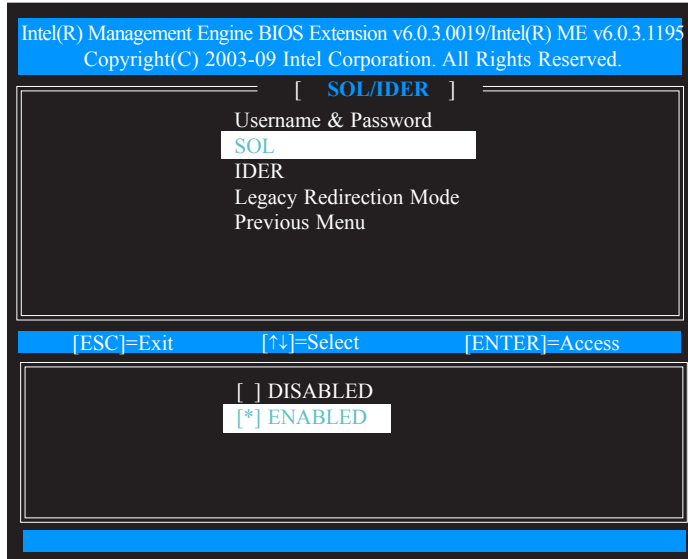 Intel(R) Management Engine BIOS Extension v6.0.3.0019/Intel(R) ME v6.0.3.1195
Copyright(C) 2003-09 Intel Corporation. All Rights Reserved.
[ SOL/IDER ]
Username & Password
SOL
IDER
Legacy Redirection Mode
Previous Menu
[ESC]=Exit [↑↓]=Select [ENTER]=Access
[ ] DISABLED
[*] ENABLED